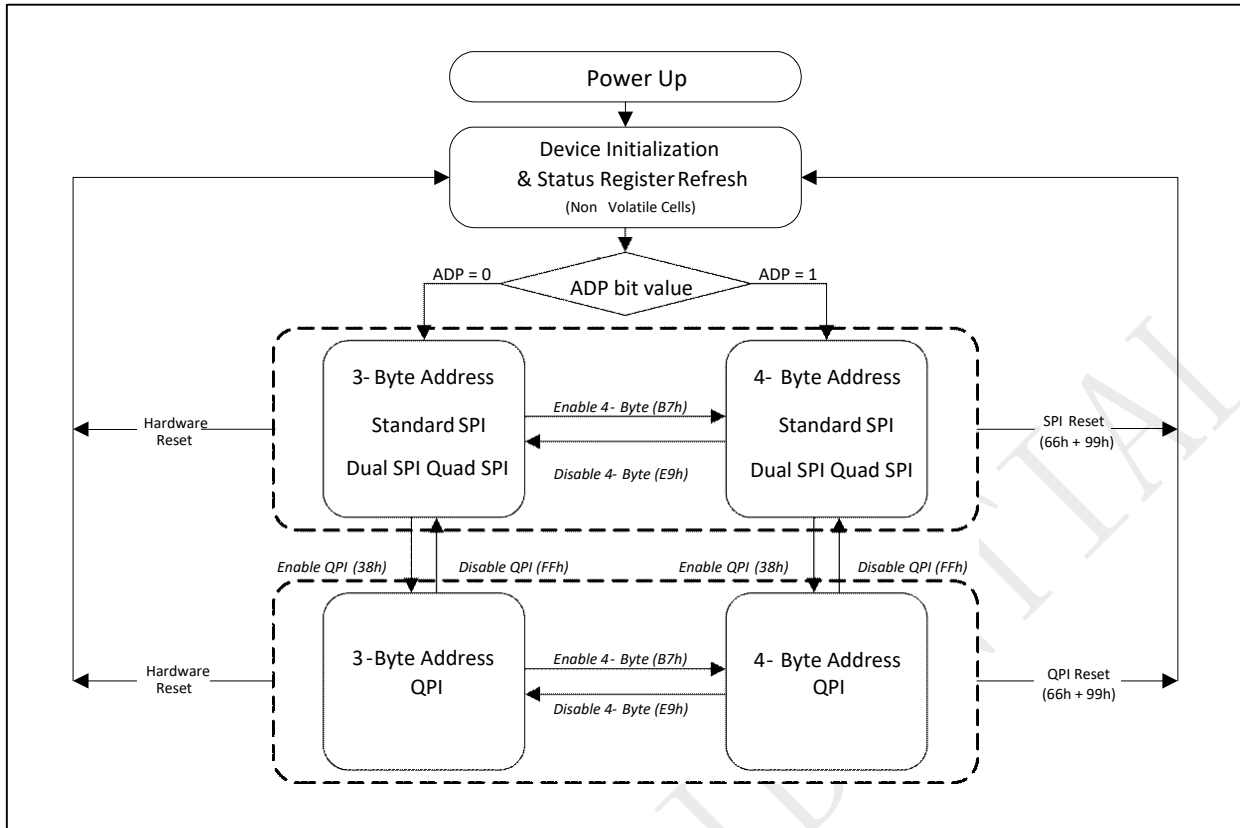 Power Up
Device Initialization
& Status Register Refresh
(Non Volatile Cells)
ADP = 0
ADP bit value
ADP = 1
3- Byte Address
Standard SPI
Dual SPI Quad SPI
Enable 4- Byte (B7h)
Disable 4- Byte (E9h)
4- Byte Address
Standard SPI
Dual SPI Quad SPI
Hardware
Reset
SPI Reset
(66h + 99h)
Enable QPI (38h)
Disable QPI (FFh)
Enable QPI (38h)
Disable QPI (FFh)
3-Byte Address
QPI
Enable 4- Byte (B7h)
Disable 4- Byte (E9h)
4- Byte Address
QPI
Hardware
Reset
QPI Reset
(66h + 99h)